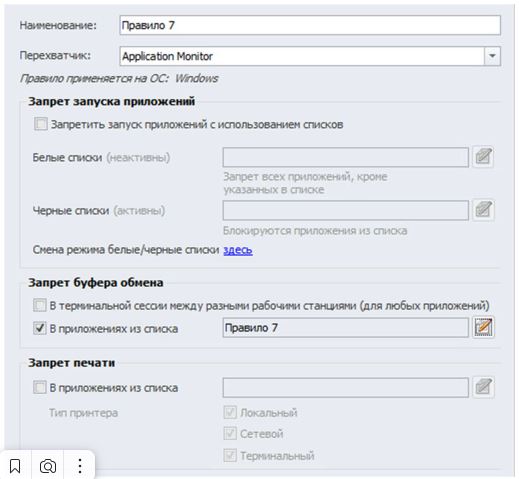 Наименование: Правило 7
Перехватчик: Application Monitor
Правило применяется на ОС: Windows
Запрет запуска приложений
Запретить запуск приложений с использованием списков
Белые списки (неактивны)
Запрет всех приложений, кроме
указанных в списке
Черные списки (активны)
Блокируются приложения из списка
Смена режима белые/черные списки здесь
Запрет буфера обмена
В терминальной сессии между разными рабочими станциями (для любых приложений)
В приложениях из списка Правило 7
Запрет печати
В приложениях из списка
Тип принтера Локальный
Сетевой
Терминальный